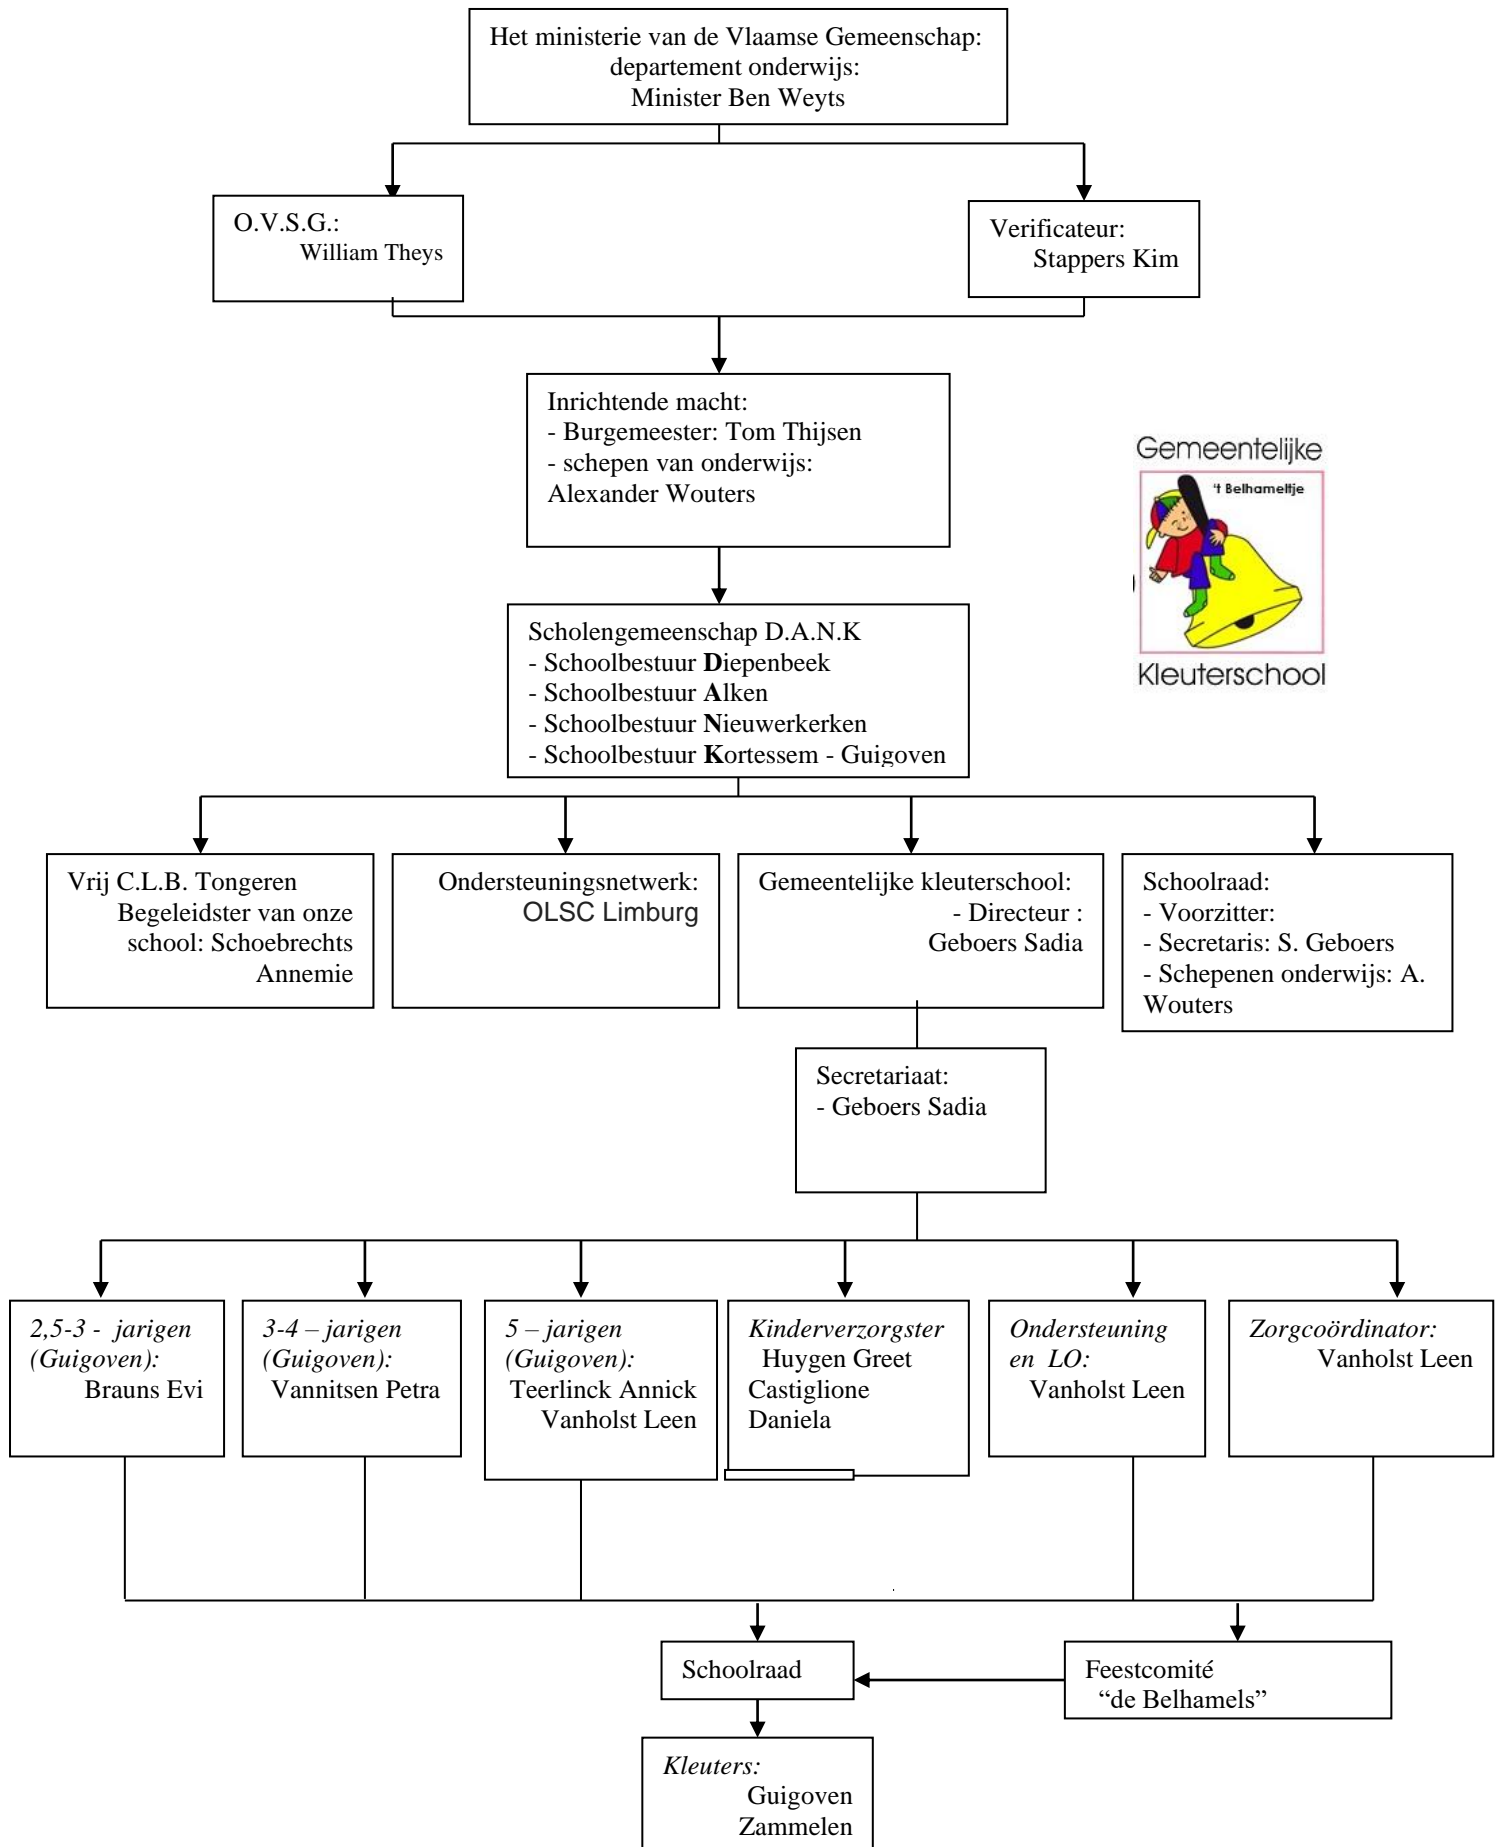 Het ministerie van de Vlaamse Gemeenschap:
departement onderwijs:
Minister Ben Weyts
O.V.S.G.:
William Theys
Verificateur:
Stappers Kim
Inrichtende macht:
- Burgemeester: Tom Thijsen
- schepen van onderwijs:
Alexander Wouters
Gemeentelijke
't Belhameltje
Kleuterschool
Scholengemeenschap D.A.N.K
- Schoolbestuur Diepenbeek
- Schoolbestuur Alken
- Schoolbestuur Nieuwerkerken
- Schoolbestuur Kortessem - Guigoven
Vrij C.L.B. Tongeren
Begeleidster van onze
school: Schoebrechts
Annemie
Ondersteuningsnetwerk:
OLSC Limburg
Gemeentelijke kleuterschool:
- Directeur :
Geboers Sadia
Schoolraad:
- Voorzitter:
- Secretaris: S. Geboers
- Schepenen onderwijs: A.
Wouters
Secretariaat:
- Geboers Sadia
2,5-3 - jarigen
(Guigoven):
Brauns Evi
3-4 – jarigen
(Guigoven):
Vannitsen Petra
5 – jarigen
(Guigoven):
Teerlinck Annick
Vanholst Leen
Kinderverzorgster
Huygen Greet
Castiglione
Daniela
Ondersteuning
en LO:
Vanholst Leen
Zorgcoördinator:
Vanholst Leen
Schoolraad
Feestcomité
“de Belhamels”
Kleuters:
Guigoven
Zammelen